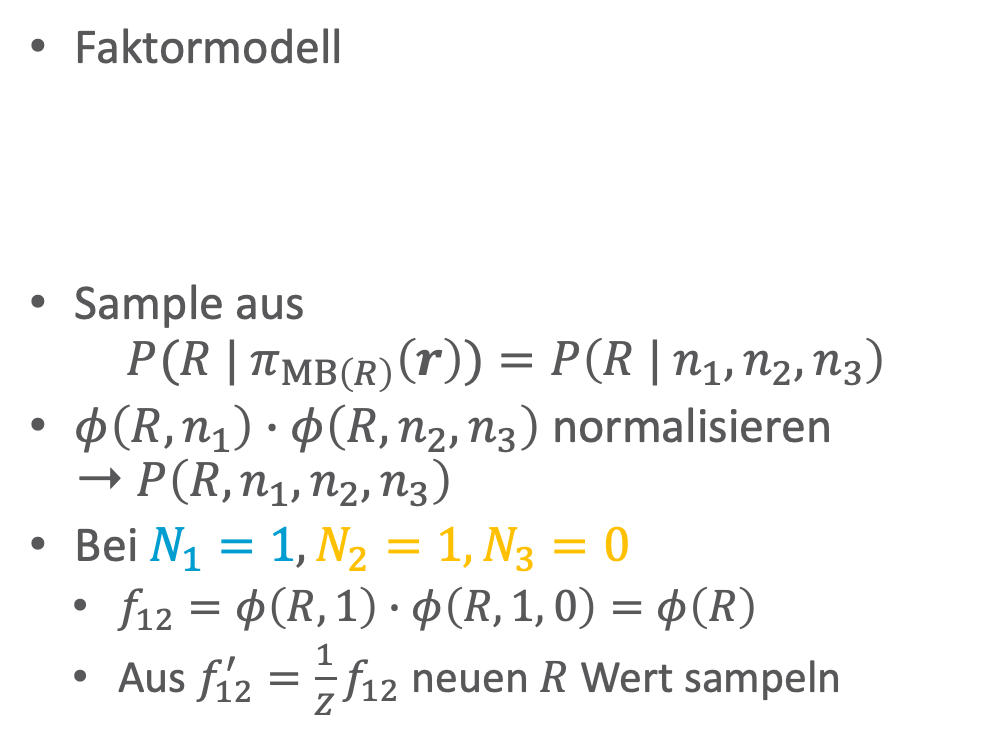 • Faktormodell
• Sample aus
P(R | π_MB(R)(r)) = P(R | n₁, n₂, n₃)
• ϕ(R, n₁) · ϕ(R, n₂, n₃) normalisieren
→ P(R, n₁, n₂, n₃)
• Bei N₁ = 1, N₂ = 1, N₃ = 0
• f₁₂ = ϕ(R, 1) · ϕ(R, 1, 0) = ϕ(R)
• Aus f′₁₂ = 1/Z f₁₂ neuen R Wert sampeln